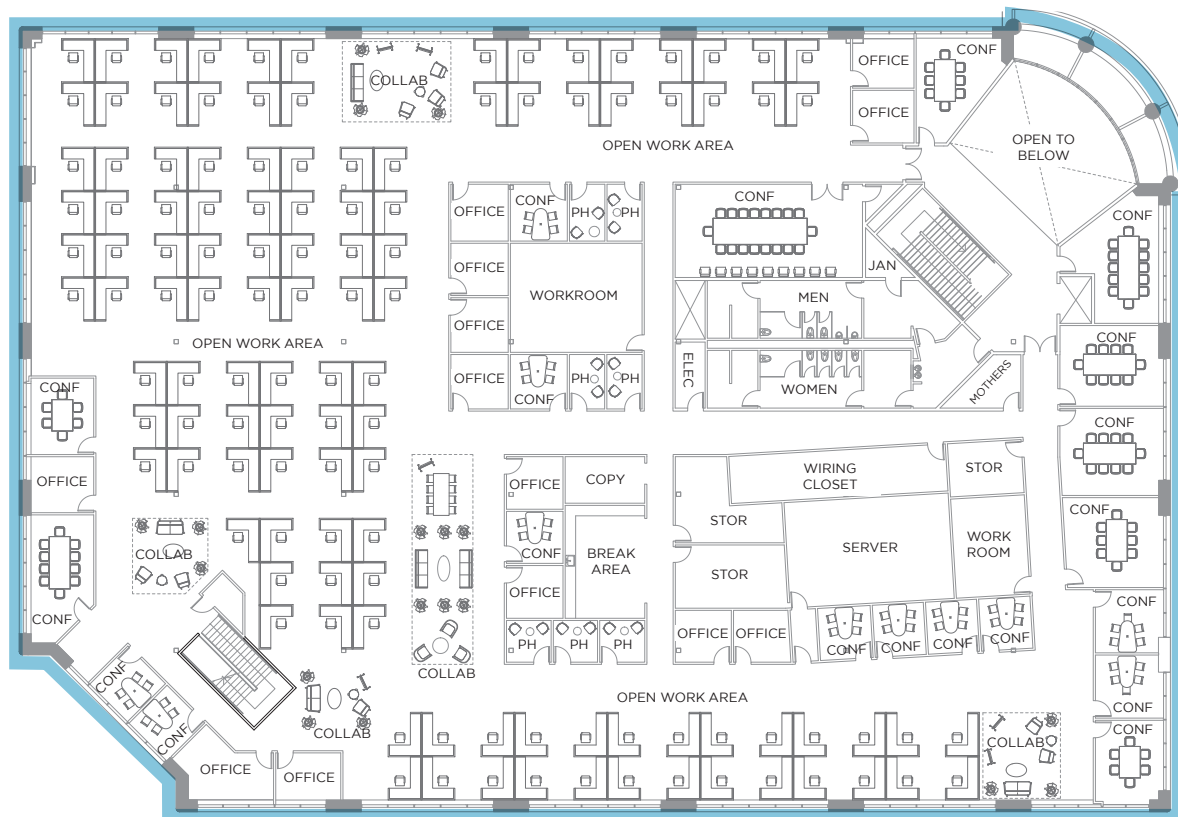 CONF
OFFICE
COLLAB
OFFICE
OPEN TO
BELOW
OPEN WORK AREA
CONF
CONF
OFFICE
PH
PH
CONF
OFFICE
JAN
WORKROOM
MEN
OFFICE
CONF
OPEN WORK AREA
ELEC
OFFICE
PH
PH
MOTHERS
CONF
WOMEN
CONF
CONF
WIRING
CLOSET
STOR
OFFICE
OFFICE
COPY
CONF
STOR
SERVER
WORK
ROOM
COLLAB
CONF
BREAK
AREA
STOR
OFFICE
CONF
CONF
OFFICE
OFFICE
CONF
CONF
CONF
CONF
PH
PH
PH
CONF
COLLAB
CONF
OPEN WORK AREA
CONF
CONF
COLLAB
COLLAB
OFFICE
OFFICE